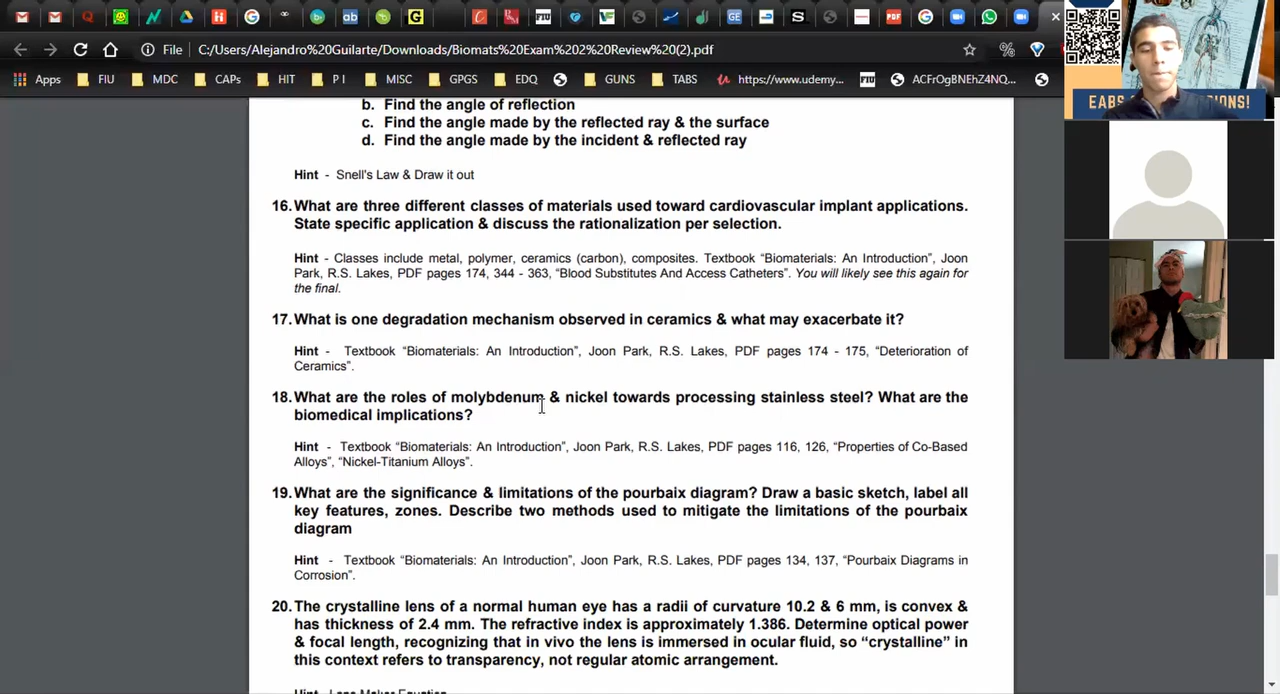 File
C:/Users/Alejandro%20Guilarte/Downloads/Biomats%20Exam%202%20Review%20(2).pdf
Apps FIU MDC CAPs HIT P I MISC GPGS EDQ GUNS TABS https://www.udemy... FIU ACFrOgBNEhZ4NQ...
b. Find the angle of reflection
c. Find the angle made by the reflected ray & the surface
d. Find the angle made by the incident & reflected ray
Hint - Snell's Law & Draw it out
16. What are three different classes of materials used toward cardiovascular implant applications.
State specific application & discuss the rationalization per selection.
Hint - Classes include metal, polymer, ceramics (carbon), composites. Textbook “Biomaterials: An Introduction”, Joon
Park, R.S. Lakes, PDF pages 174, 344 - 363, “Blood Substitutes And Access Catheters”. You will likely see this again for
the final.
17. What is one degradation mechanism observed in ceramics & what may exacerbate it?
Hint - Textbook “Biomaterials: An Introduction”, Joon Park, R.S. Lakes, PDF pages 174 - 175, “Deterioration of
Ceramics”.
18. What are the roles of molybdenum & nickel towards processing stainless steel? What are the
biomedical implications?
Hint - Textbook “Biomaterials: An Introduction”, Joon Park, R.S. Lakes, PDF pages 116, 126, “Properties of Co-Based
Alloys”, “Nickel-Titanium Alloys”.
19. What are the significance & limitations of the pourbaix diagram? Draw a basic sketch, label all
key features, zones. Describe two methods used to mitigate the limitations of the pourbaix
diagram
Hint - Textbook “Biomaterials: An Introduction”, Joon Park, R.S. Lakes, PDF pages 134, 137, “Pourbaix Diagrams in
Corrosion”.
20. The crystalline lens of a normal human eye has a radii of curvature 10.2 & 6 mm, is convex &
has thickness of 2.4 mm. The refractive index is approximately 1.386. Determine optical power
& focal length, recognizing that in vivo the lens is immersed in ocular fluid, so “crystalline” in
this context refers to transparency, not regular atomic arrangement.
Hint - Lens Maker Equation